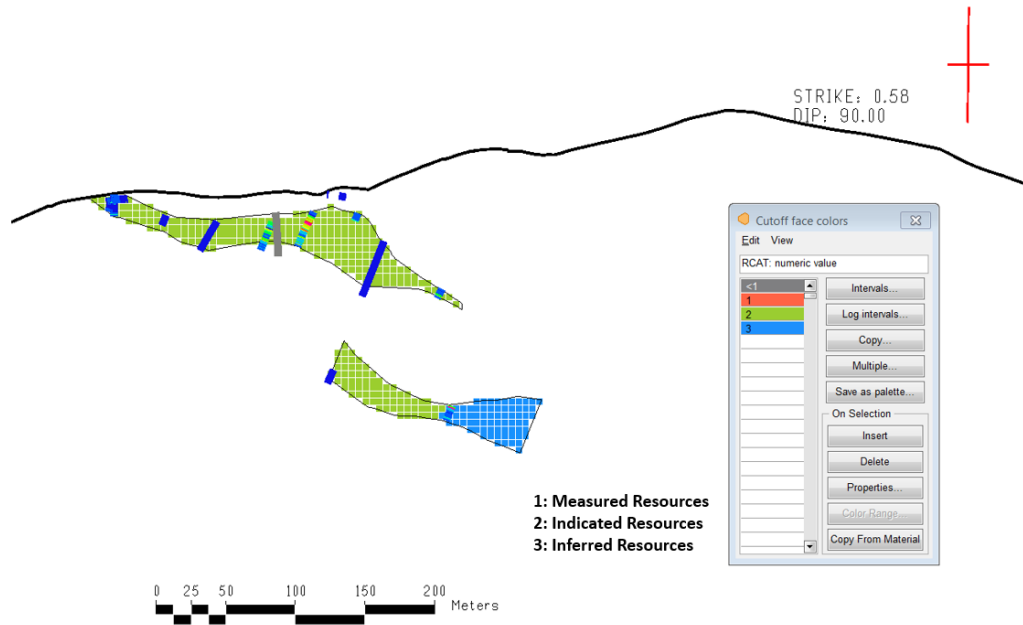 STRIKE: 0.58
DIP: 90.00
Cutoff face colors
Edit View
RCAT: numeric value
<1
1
2
3
Intervals...
Log intervals...
Copy...
Multiple...
Save as palette...
On Selection
Insert
Delete
Properties...
Color Range...
Copy From Material
1: Measured Resources
2: Indicated Resources
3: Inferred Resources
0 25 50 100 150 200 Meters